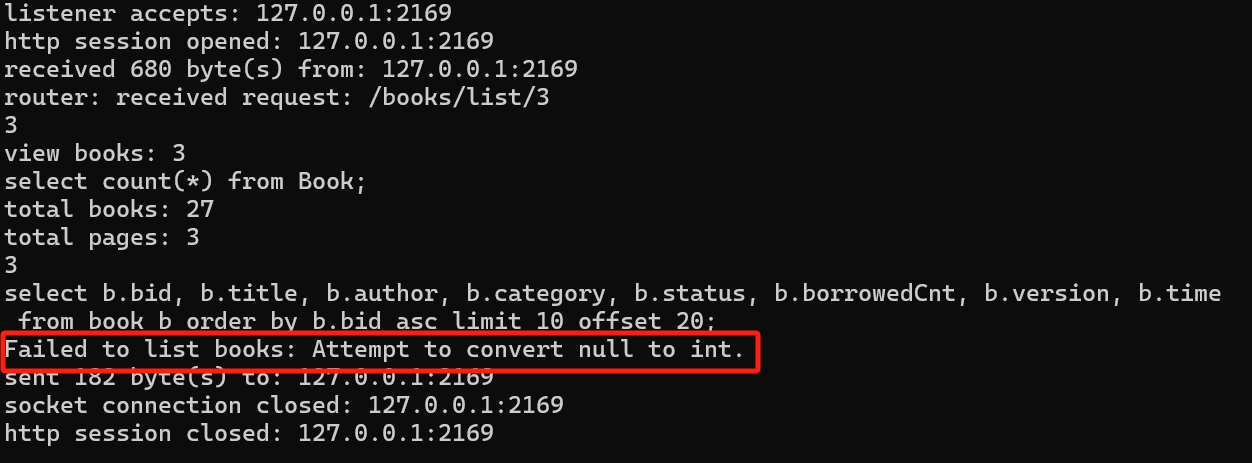 listener accepts: 127.0.0.1:2169
http session opened: 127.0.0.1:2169
received 680 byte(s) from: 127.0.0.1:2169
router: received request: /books/list/3
3
view books: 3
select count(*) from Book;
total books: 27
total pages: 3
3
select b.bid, b.title, b.author, b.category, b.status, b.borrowedCnt, b.version, b.time
from book b order by b.bid asc limit 10 offset 20;
Failed to list books: Attempt to convert null to int.
sent 182 byte(s) to: 127.0.0.1:2169
socket connection closed: 127.0.0.1:2169
http session closed: 127.0.0.1:2169